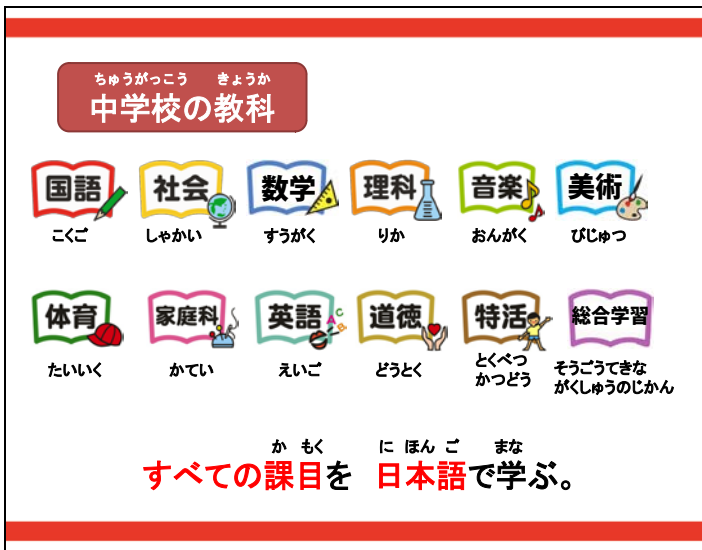 ちゅうがっこう きょうか
中学校の教科
国語 社会 数学 理科 音楽 美術
こくご しゃかい すうがく りか おんがく びじゅつ
体育 家庭科 英語 道徳 特活 総合学習
A C B
たいいく かてい えいご どうとく とくべつ そうごうてきな
かつどう がくしゅうのじかん
か もく に ほん ご まな
すべての課目を 日本語で学ぶ。